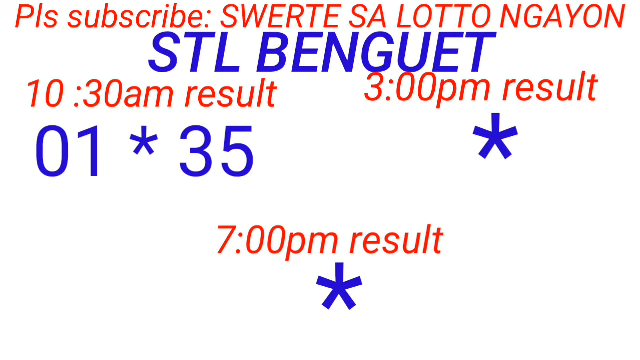 Pls subscribe: SWERTE SA LOTTO NGAYON
STL BENGUET
10 :30am result
3:00pm result
01 * 35
*
7:00pm result
*